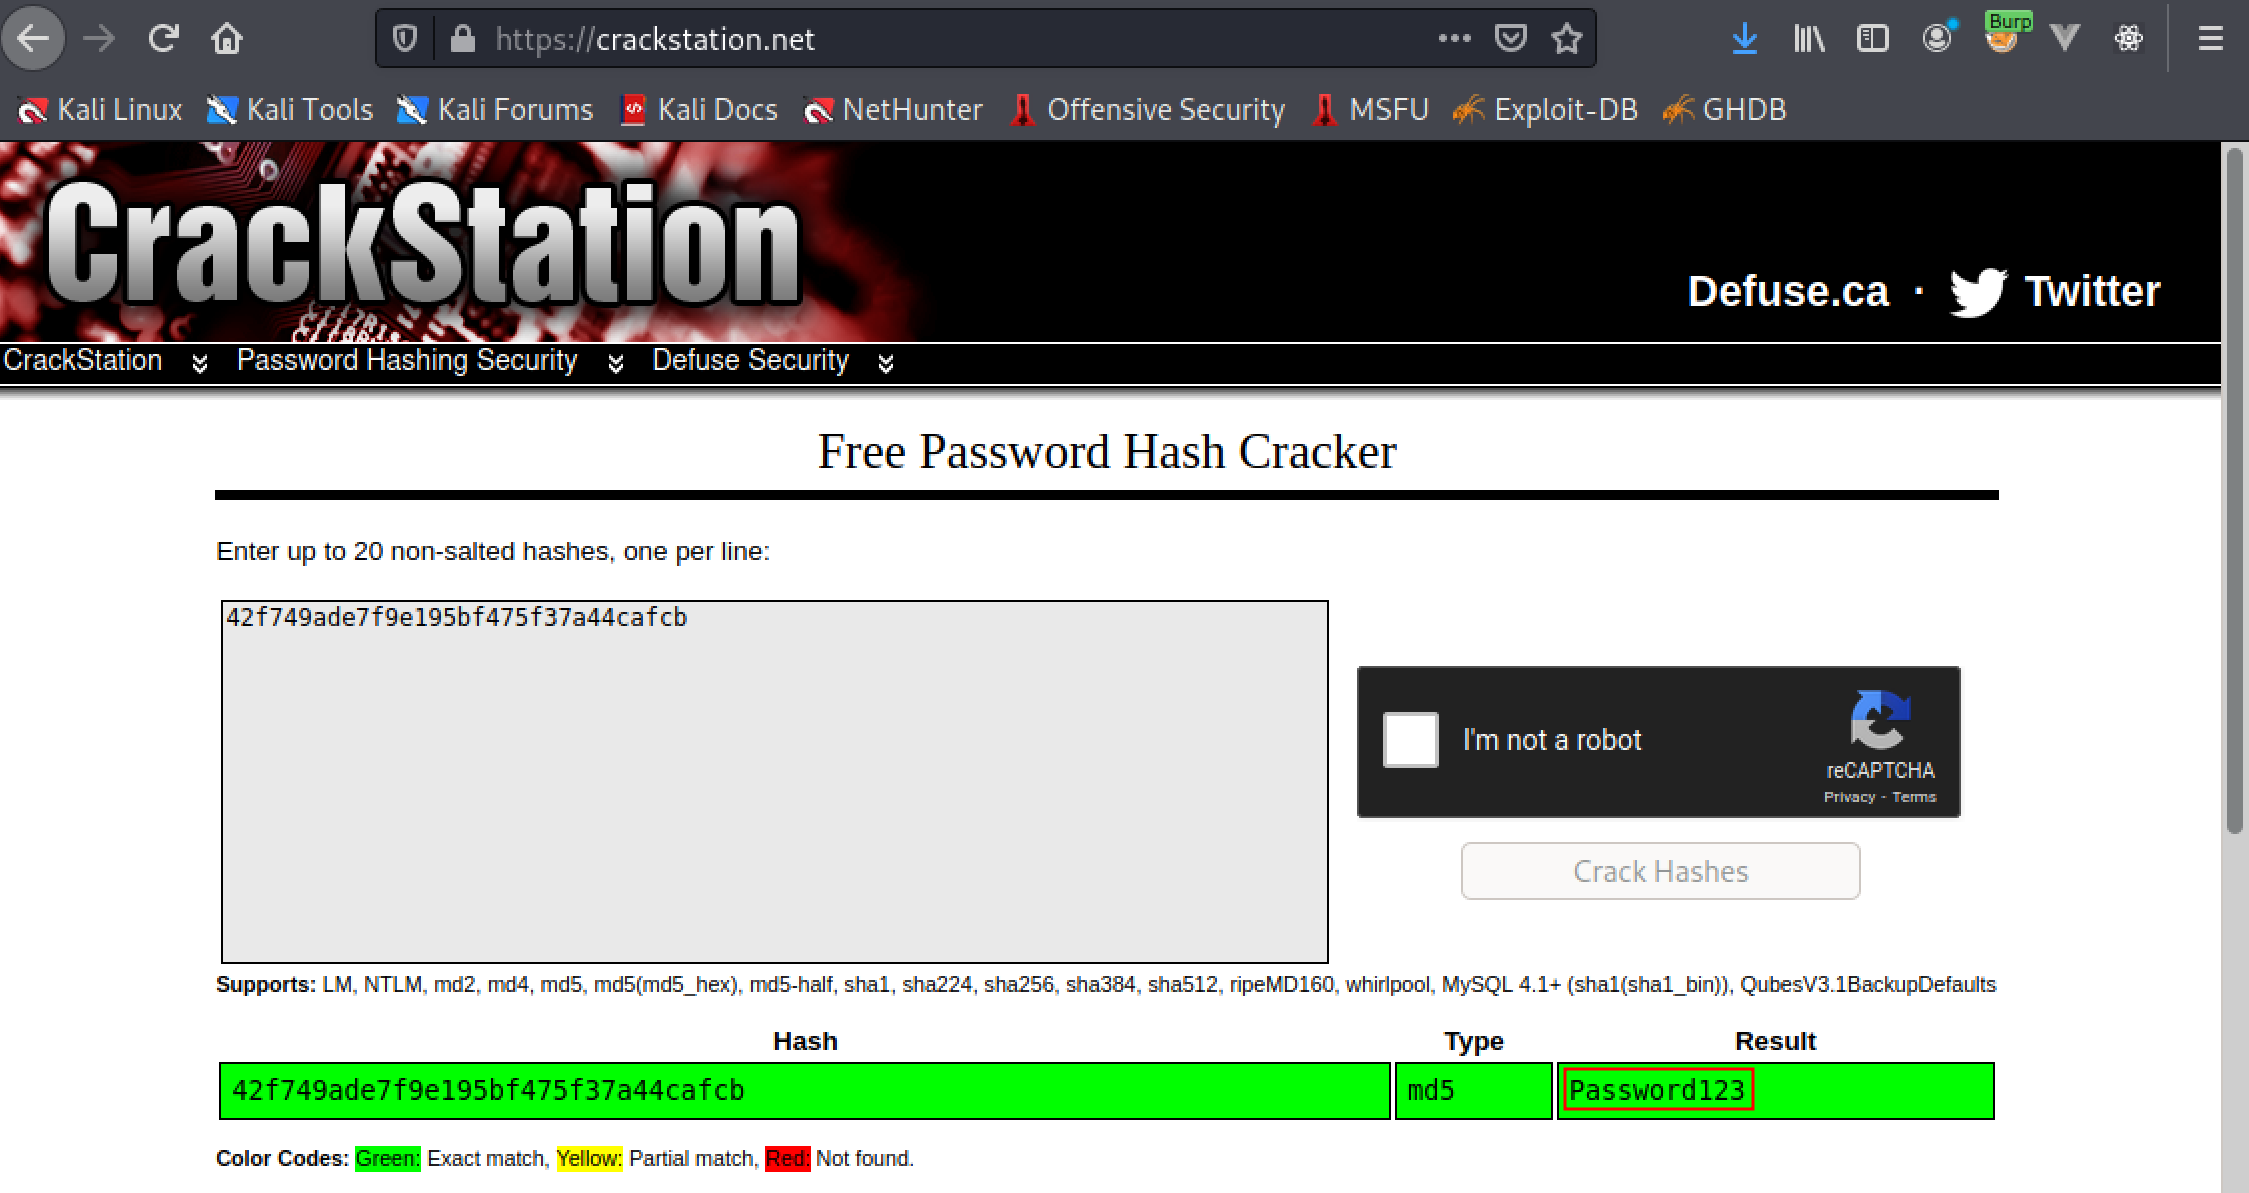 https://crackstation.net
Burp
Kali Linux Kali Tools Kali Forums Kali Docs NetHunter Offensive Security MSFU Exploit-DB GHDB
CrackStation
Defuse.ca · Twitter
CrackStation Password Hashing Security Defuse Security
Free Password Hash Cracker
Enter up to 20 non-salted hashes, one per line:
42f749ade7f9e195bf475f37a44cafcb
I'm not a robot
reCAPTCHA
Privacy - Terms
Crack Hashes
Supports: LM, NTLM, md2, md4, md5, md5(md5_hex), md5-half, sha1, sha224, sha256, sha384, sha512, ripeMD160, whirlpool, MySQL 4.1+ (sha1(sha1_bin)), QubesV3.1BackupDefaults
Hash Type Result
42f749ade7f9e195bf475f37a44cafcb md5 Password123
Color Codes: Green: Exact match, Yellow: Partial match, Red: Not found.